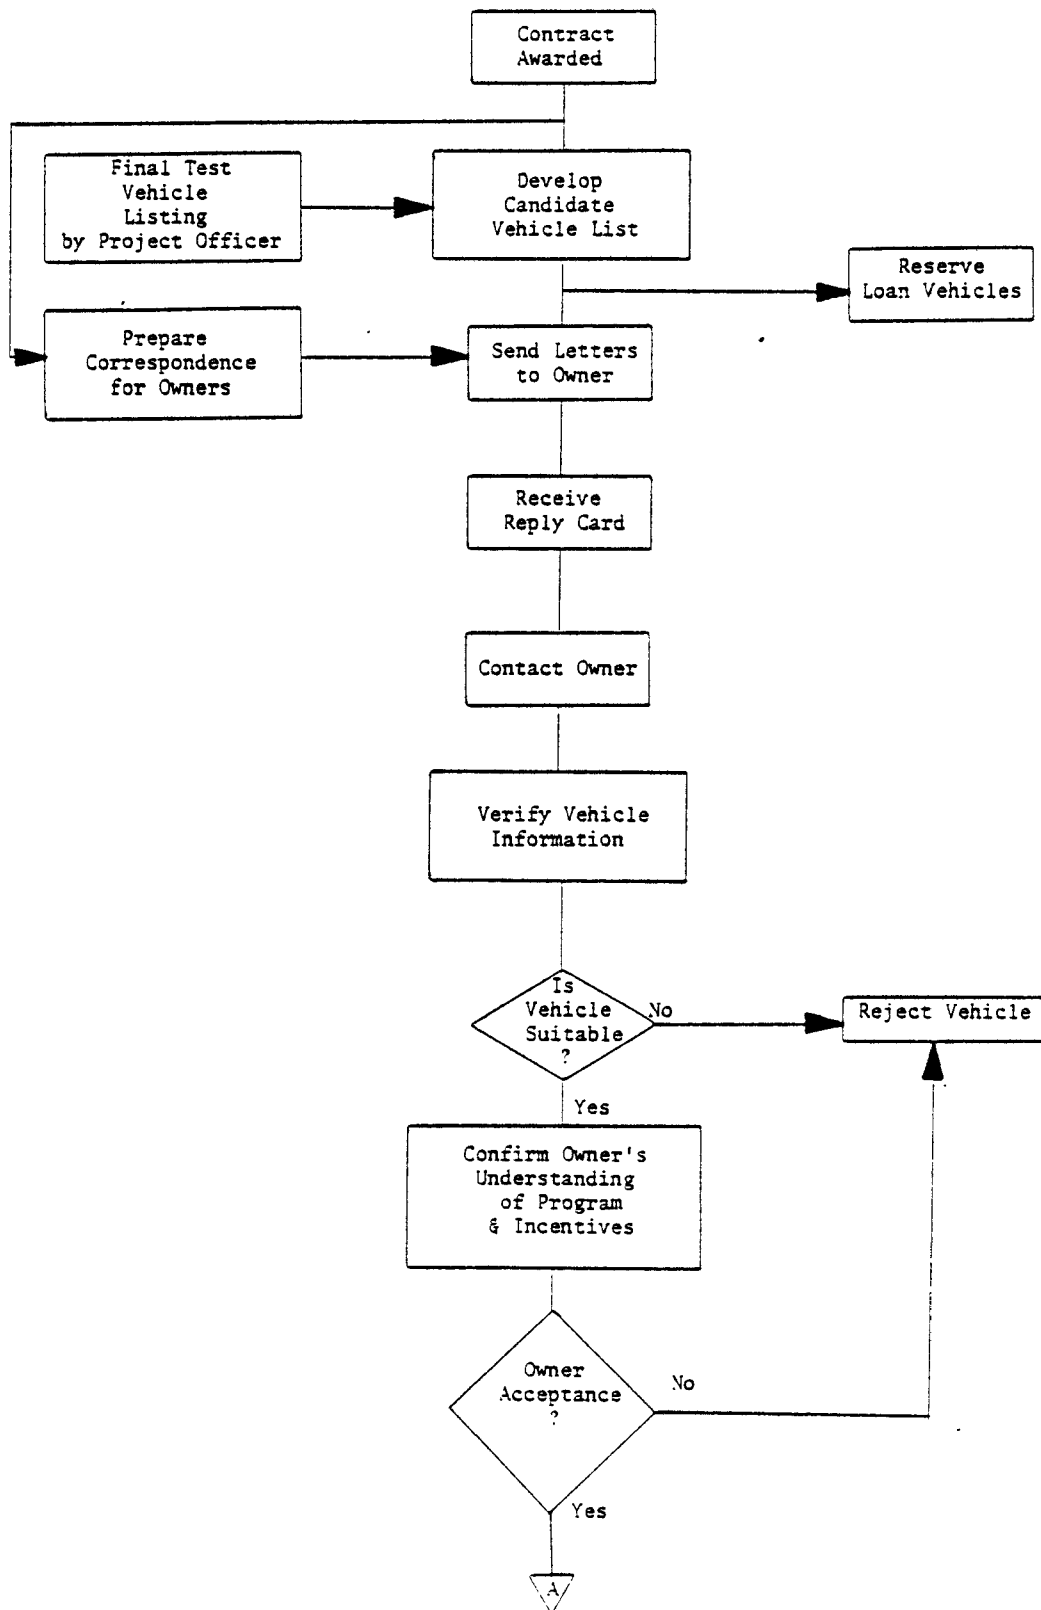 Contract
Awarded
Final Test
Vehicle
Listing
by Project Officer
Develop
Candidate
Vehicle List
Reserve
Loan Vehicles
Prepare
Correspondence
for Owners
Send Letters
to Owner
Receive
Reply Card
Contact Owner
Verify Vehicle
Information
Is
Vehicle
Suitable
?
No
Reject Vehicle
Yes
Confirm Owner's
Understanding
of Program
& Incentives
Owner
Acceptance
?
No
Yes
A